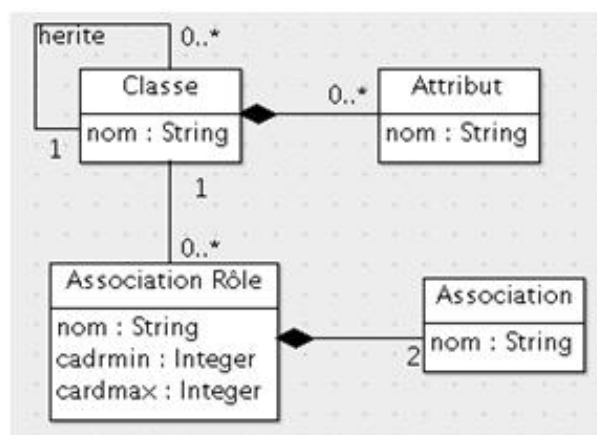 herite
0..*
Classe
nom : String
1
0..*
Attribut
nom : String
1
0..*
Association Rôle
nom : String
cadrmin : Integer
cardmax : Integer
2
Association
nom : String